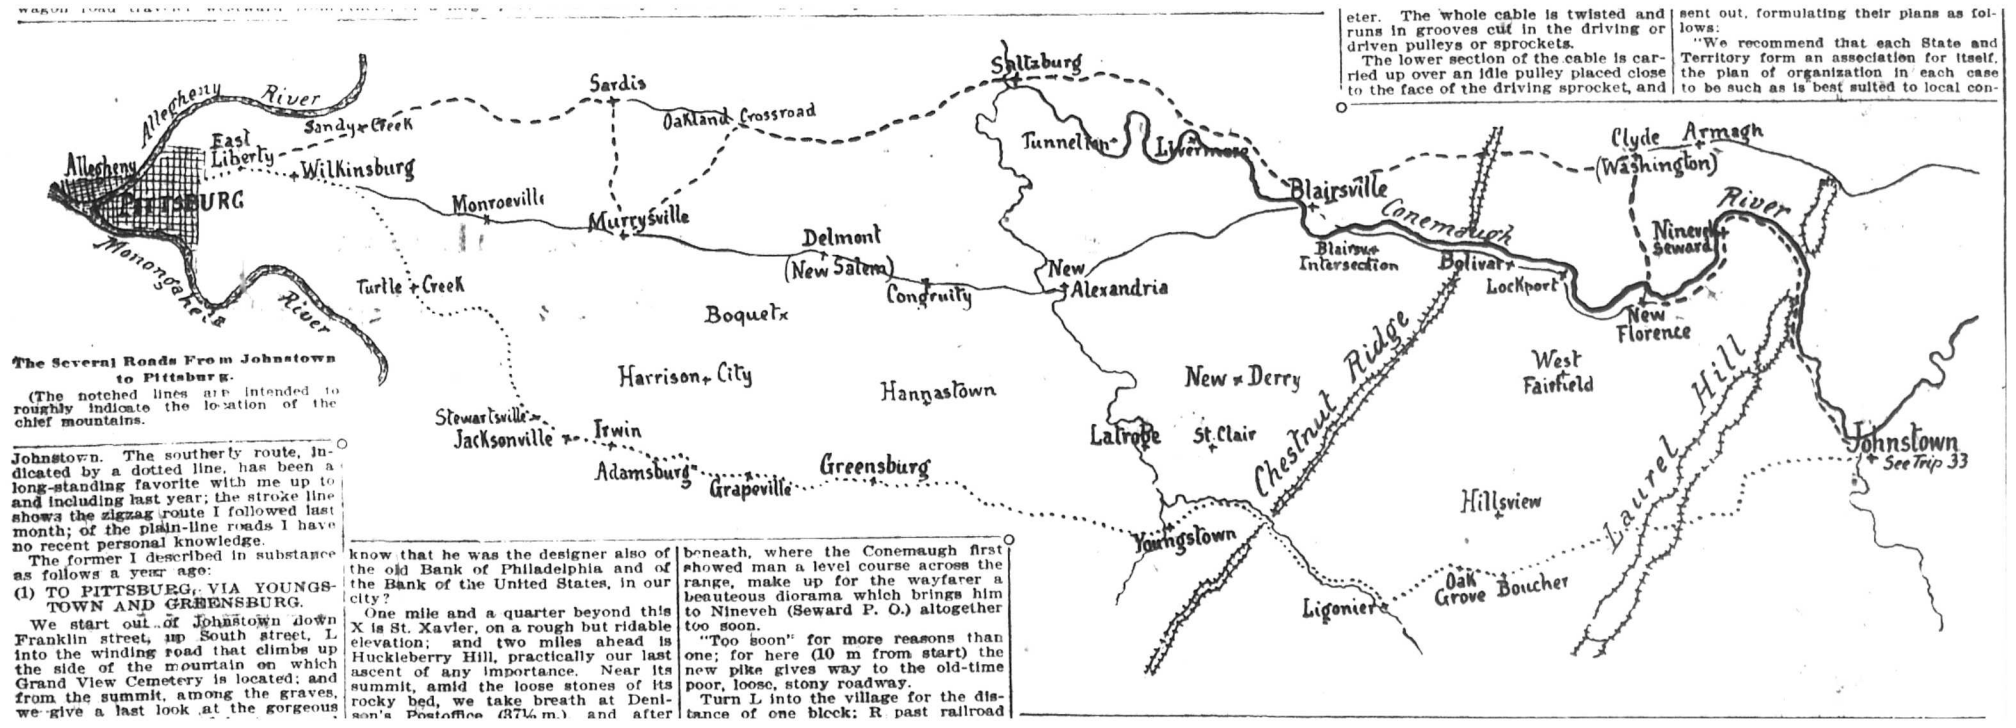 wagon road
eter. The whole cable is twisted and
runs in grooves cut in the driving or
driven pulleys or sprockets.
The lower section of the cable is car-
ried up over an idle pulley placed close
to the face of the driving sprocket, and
sent out, formulating their plans as fol-
lows:
"We recommend that each State and
Territory form an association for itself,
the plan of organization in each case
to be such as is best suited to local con-
Allegheny River
Sandy Creek
East
Liberty
Allegheny
PITTSBURG
Wilkinsburg
Monongahela River
Turtle Creek
Monroeville
Sardis
Murrysville
Oakland Crossroad
Delmont
(New Salem)
Congruity
Boquet
Harrison City
Hannastown
Saltzburg
Tunnelton
Livermore
New
Alexandria
Blairsville
Blairsv
Intersection
Conemaugh River
Bolivar
Lockport
Clyde
(Washington)
Armagh
Nineveh
Seward
New
Florence
West
Fairfield
New Derry
Latrobe
St. Clair
Chestnut Ridge
Laurel Hill
Johnstown
See Trip 33
Hillsview
Stewartsville
Jacksonville
Irwin
Adamsburg
Grapeville
Greensburg
Youngstown
Ligonier
Oak
Grove
Boucher
The Several Roads From Johnstown
to Pittsburg.
(The notched lines are intended to
roughly indicate the location of the
chief mountains.
Johnstown. The southerly route, in-
dicated by a dotted line, has been a
long-standing favorite with me up to
and including last year; the stroke line
shows the zigzag route I followed last
month; of the plain-line roads I have
no recent personal knowledge.
The former I described in substance
as follows a year ago:
(1) TO PITTSBURG, VIA YOUNGS-
TOWN AND GREENSBURG.
We start out of Johnstown down
Franklin street, up South street, L
into the winding road that climbs up
the side of the mountain on which
Grand View Cemetery is located; and
from the summit, among the graves,
we give a last look at the gorgeous
know that he was the designer also of
the old Bank of Philadelphia and of
the Bank of the United States, in our
city?
One mile and a quarter beyond this
X is St. Xavier, on a rough but ridable
elevation; and two miles ahead is
Huckleberry Hill, practically our last
ascent of any importance. Near its
summit, amid the loose stones of its
rocky bed, we take breath at Deni-
son's Postoffice (37¼ m.) and after
beneath, where the Conemaugh first
showed man a level course across the
range, make up for the wayfarer a
beauteous diorama which brings him
to Nineveh (Seward P. O.) altogether
too soon.
"Too soon" for more reasons than
one; for here (10 m from start) the
new pike gives way to the old-time
poor, loose, stony roadway.
Turn L into the village for the dis-
tance of one block; R past railroad